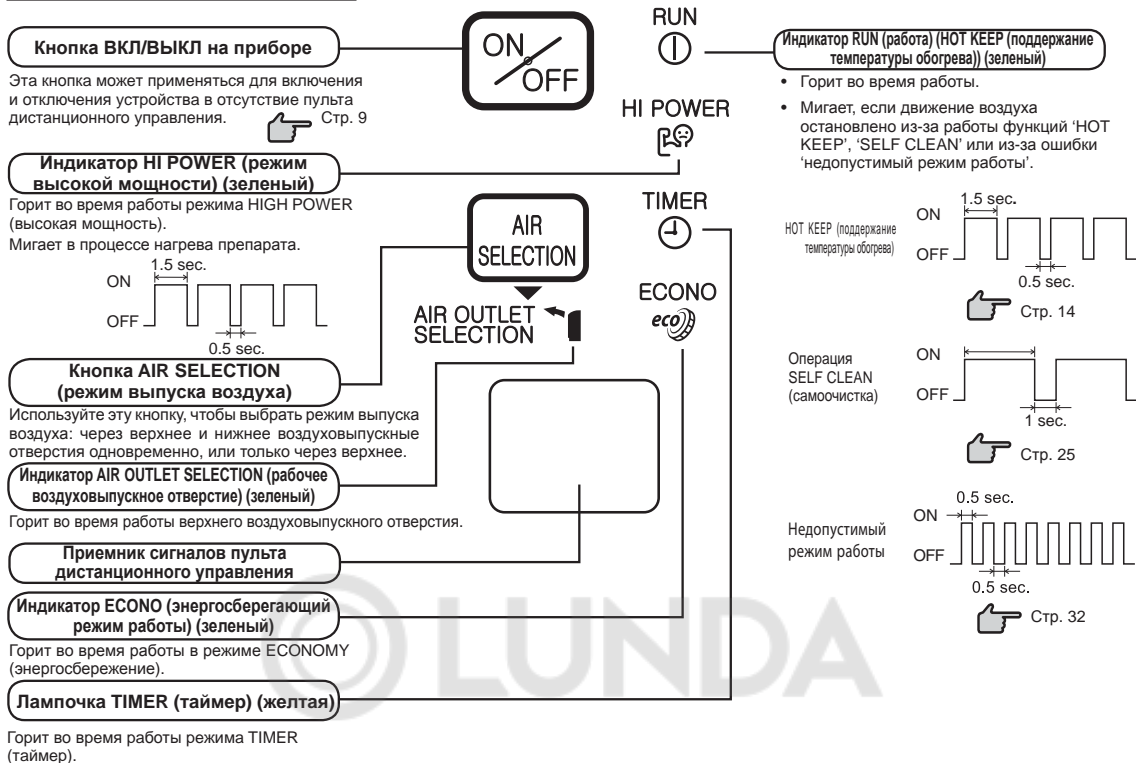 Кнопка ВКЛ/ВЫКЛ на приборе
Эта кнопка может применяться для включения
и отключения устройства в отсутствие пульта
дистанционного управления.
Стр. 9
Индикатор HI POWER (режим
высокой мощности) (зеленый)
Горит во время работы режима HIGH POWER
(высокая мощность).
Мигает в процессе нагрева препарата.
1.5 sec.
ON
OFF
0.5 sec.
Кнопка AIR SELECTION
(режим выпуска воздуха)
Используйте эту кнопку, чтобы выбрать режим выпуска
воздуха: через верхнее и нижнее воздуховыпускные
отверстия одновременно, или только через верхнее.
Индикатор AIR OUTLET SELECTION (рабочее
воздуховыпускное отверстие) (зеленый)
Горит во время работы верхнего воздуховыпускного отверстия.
Приемник сигналов пульта
дистанционного управления
Индикатор ECONO (энергосберегающий
режим работы) (зеленый)
Горит во время работы в режиме ECONOMY
(энергосбережение).
Лампочка TIMER (таймер) (желтая)
Горит во время работы режима TIMER
(таймер).
ON
OFF
RUN
HI POWER
AIR
SELECTION
TIMER
AIR OUTLET
SELECTION
ECONO
eco
Индикатор RUN (работа) (HOT KEEP (поддержание
температуры обогрева)) (зеленый)
• Горит во время работы.
• Мигает, если движение воздуха
остановлено из-за работы функций ‘HOT
KEEP’, ‘SELF CLEAN’ или из-за ошибки
‘недопустимый режим работы’.
HOT KEEP (поддержание
температуры обогрева)
1.5 sec.
ON
OFF
0.5 sec.
Стр. 14
Операция
SELF CLEAN
(самоочистка)
ON
OFF
1 sec.
Стр. 25
Недопустимый
режим работы
0.5 sec.
ON
OFF
0.5 sec.
Стр. 32
LUNDA